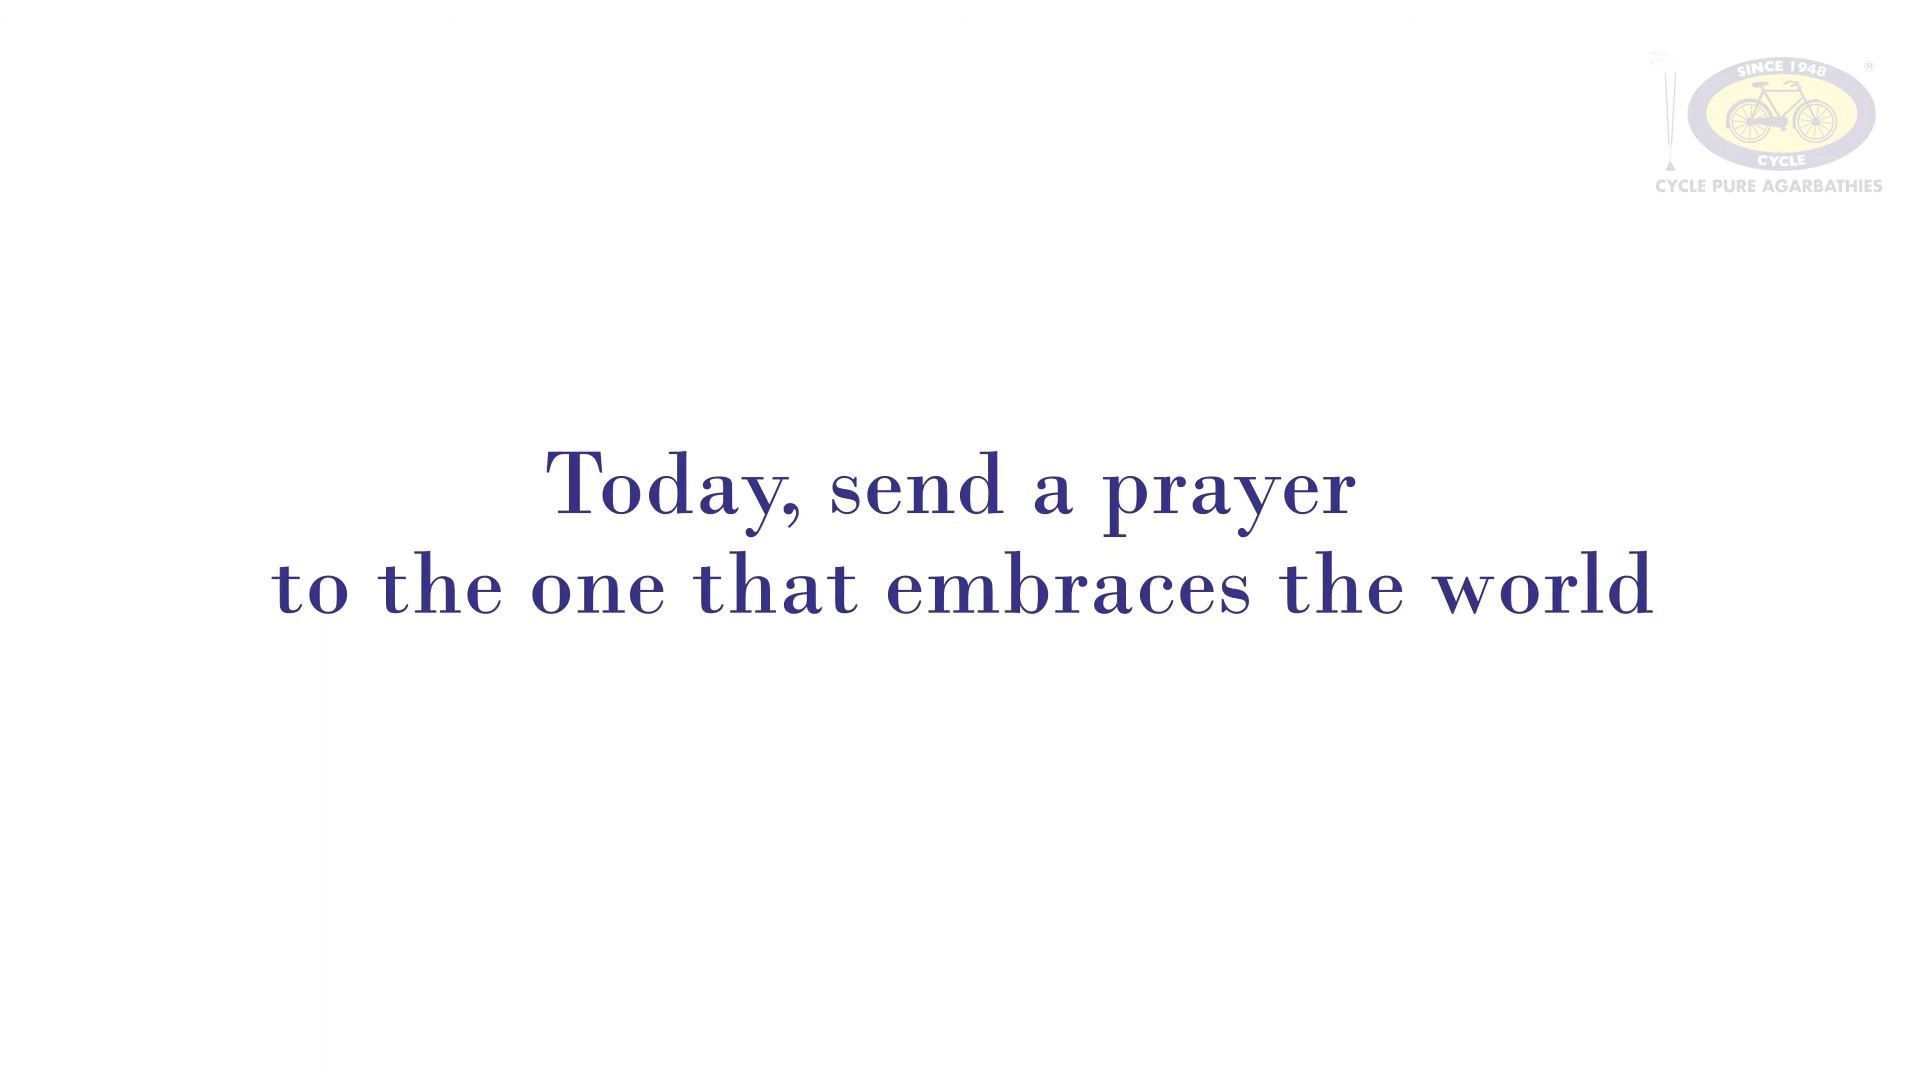 SINCE 1948
®
CYCLE
CYCLE PURE AGARBATHIES
Today, send a prayer
to the one that embraces the world